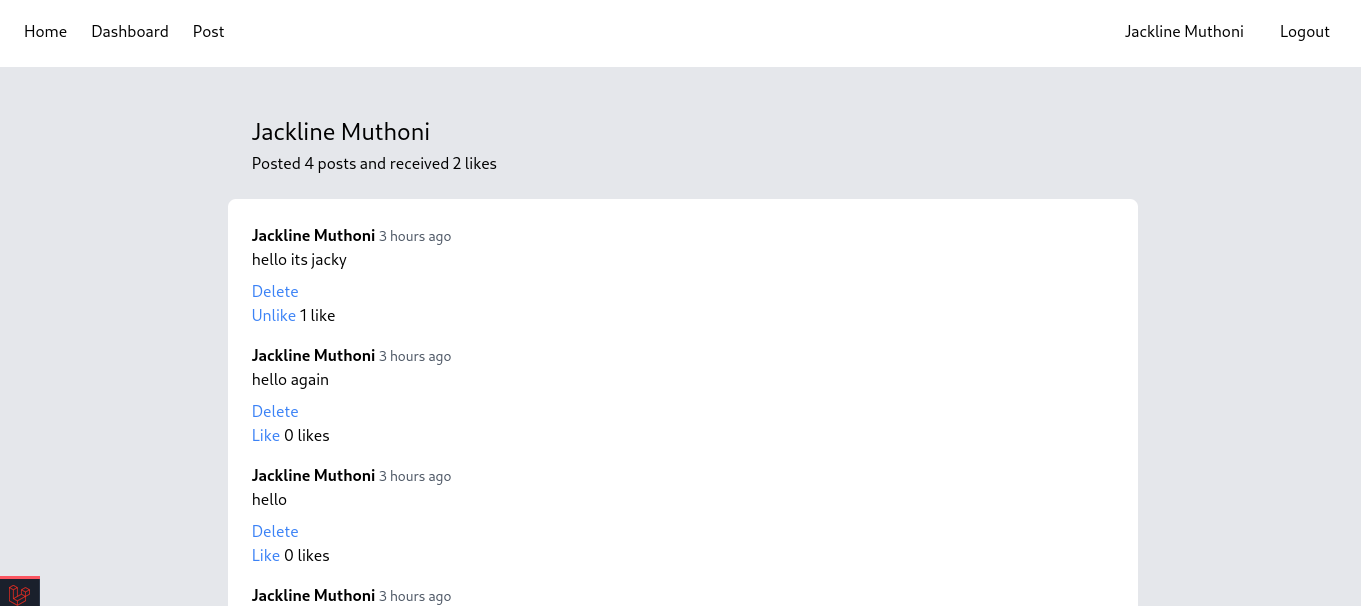 Home Dashboard Post Jackline Muthoni Logout
Jackline Muthoni
Posted 4 posts and received 2 likes
Jackline Muthoni 3 hours ago
hello its jacky
Delete
Unlike 1 like
Jackline Muthoni 3 hours ago
hello again
Delete
Like 0 likes
Jackline Muthoni 3 hours ago
hello
Delete
Like 0 likes
Jackline Muthoni 3 hours ago